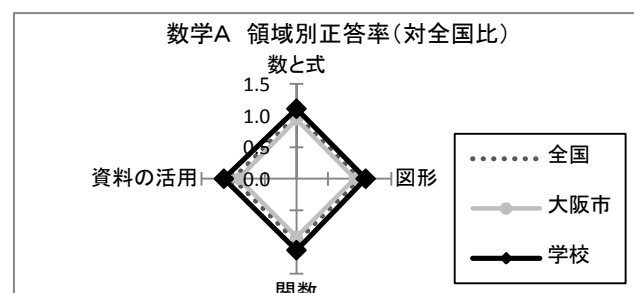 数学A 領域別正答率(対全国比)
数と式
1.5
1.0
0.5
0.0
資料の活用
図形
関数
全国
大阪市
学校